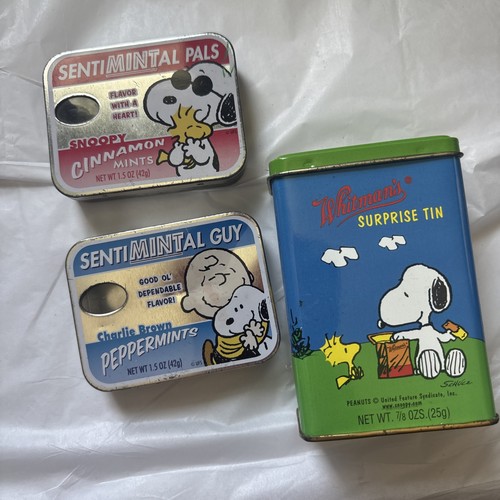 SENTIMINTAL PALS
FLAVOR
WITH A
HEART!
SNOOPY
CINNAMON
MINTS
NET WT 1.5 OZ (42g)
SENTIMINTAL GUY
GOOD OL'
DEPENDABLE
FLAVOR!
Charlie Brown
PEPPERMINTS
NET WT 1.5 OZ (42g)
Whitman's®
SURPRISE TIN
SCHULZ
PEANUTS © United Feature Syndicate, Inc.
www.snoopy.com
NET WT. 7/8 OZS.(25g)